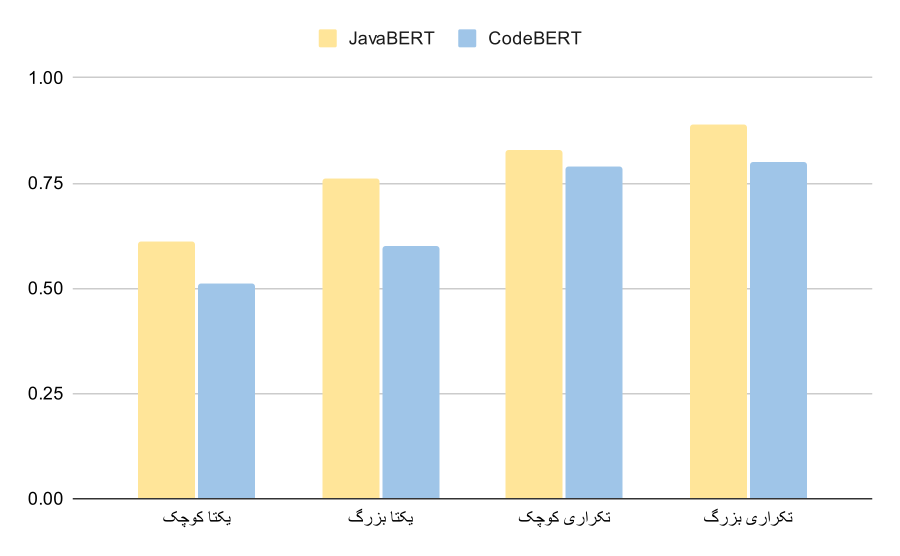 JavaBERT CodeBERT
1.00
0.75
0.50
0.25
0.00
یکتا کوچک
یکتا بزرگ
تکراری کوچک
تکراری بزرگ